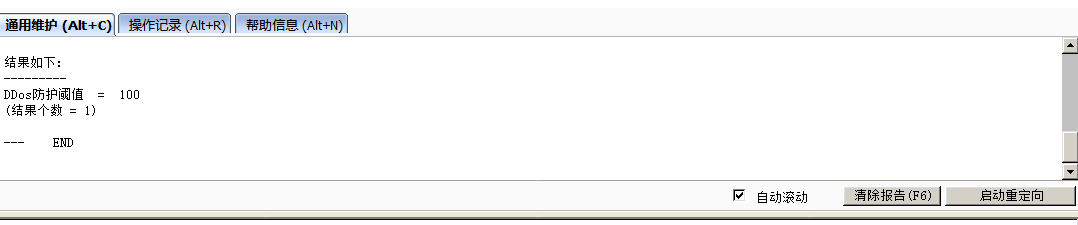 通用维护 (Alt+C) 操作记录 (Alt+R) 帮助信息 (Alt+N)
结果如下:
---------
DDos防护阈值  =  100
(结果个数 = 1)
---    END
自动滚动 清除报告(F6) 启动重定向